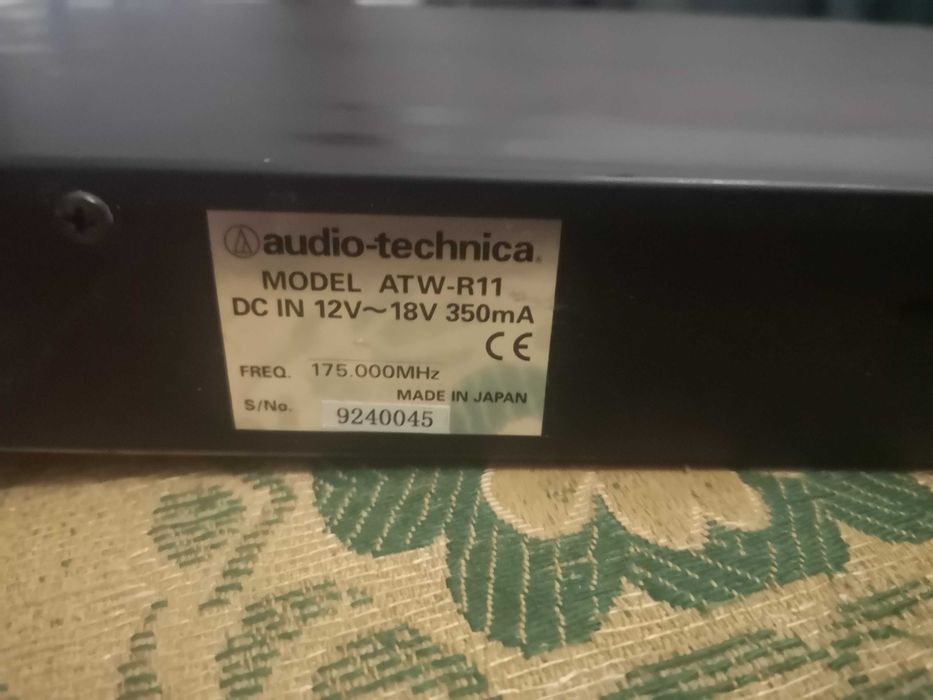 audio-technica®
MODEL ATW-R11
DC IN 12V～18V 350mA
CE
FREQ. 175.000MHz
MADE IN JAPAN
S/No. 9240045